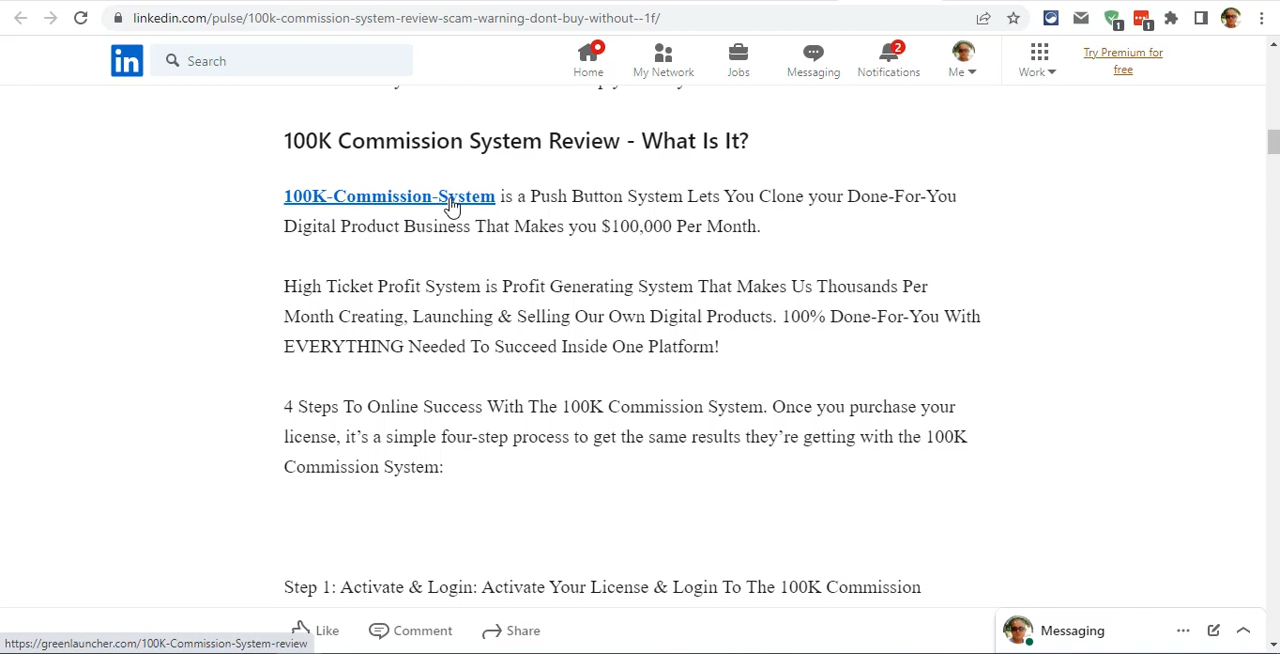 linkedin.com/pulse/100k-commission-system-review-scam-warning-dont-buy-without--1f/
1
1
in
Search
Home
My Network
Jobs
Messaging
2
Notifications
Me
Work
Try Premium for
free
100K Commission System Review - What Is It?
100K-Commission-System is a Push Button System Lets You Clone your Done-For-You
Digital Product Business That Makes you $100,000 Per Month.
High Ticket Profit System is Profit Generating System That Makes Us Thousands Per
Month Creating, Launching & Selling Our Own Digital Products. 100% Done-For-You With
EVERYTHING Needed To Succeed Inside One Platform!
4 Steps To Online Success With The 100K Commission System. Once you purchase your
license, it’s a simple four-step process to get the same results they’re getting with the 100K
Commission System:
Step 1: Activate & Login: Activate Your License & Login To The 100K Commission
Like
Comment
Share
Messaging
https://greenlauncher.com/100K-Commission-System-review